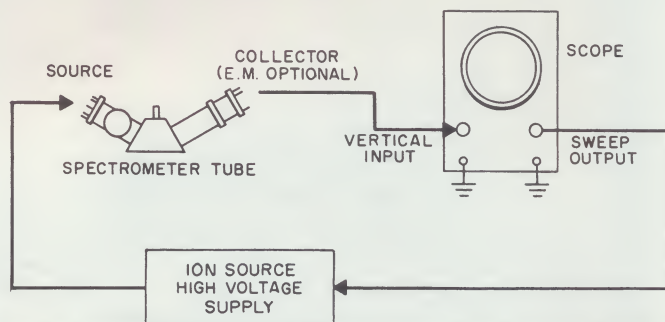 COLLECTOR
(E.M. OPTIONAL)
SOURCE
SCOPE
SPECTROMETER TUBE
VERTICAL
INPUT
SWEEP
OUTPUT
ION SOURCE
HIGH VOLTAGE
SUPPLY